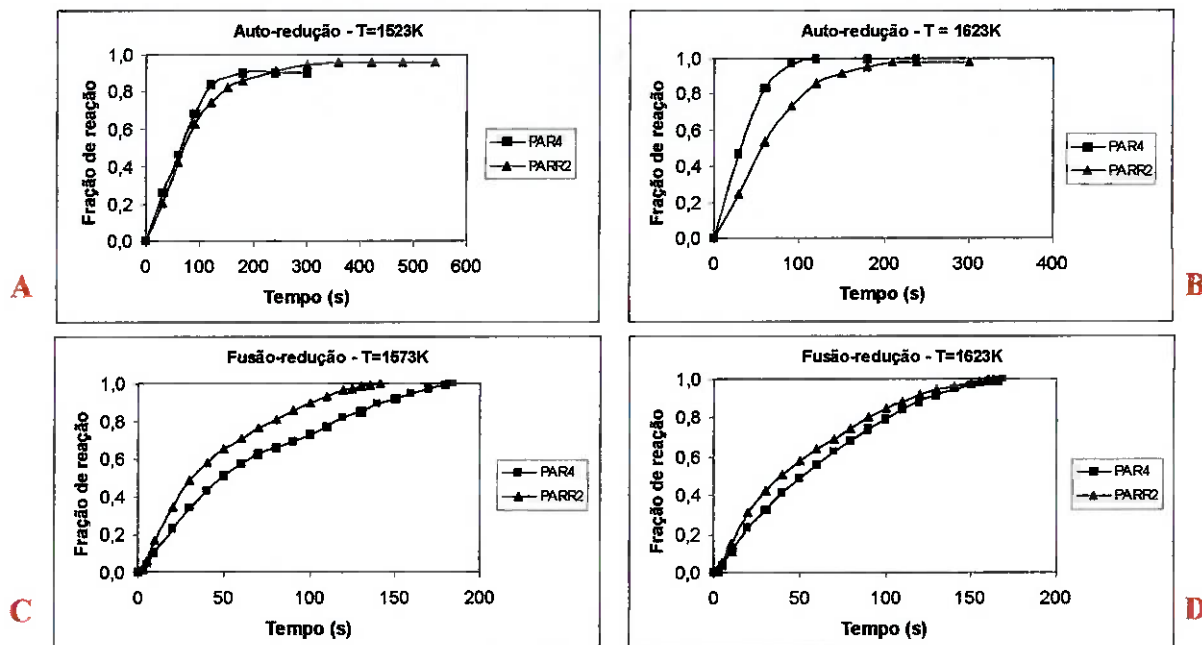 A
Auto-redução - T=1523K
Fração de reação
1,0
0,8
0,6
0,4
0,2
0,0
0
100
200
300
400
500
600
Tempo (s)
PAR4
PARR2
B
Auto-redução - T = 1623K
Fração de reação
1,0
0,8
0,6
0,4
0,2
0,0
0
100
200
300
400
Tempo (s)
PAR4
PARR2
C
Fusão-redução - T=1573K
Fração de reação
1,0
0,8
0,6
0,4
0,2
0,0
0
50
100
150
200
Tempo (s)
PAR4
PARR2
D
Fusão-redução - T=1623K
Fração de reação
1,0
0,8
0,6
0,4
0,2
0,0
0
50
100
150
200
Tempo (s)
PAR4
PARR2